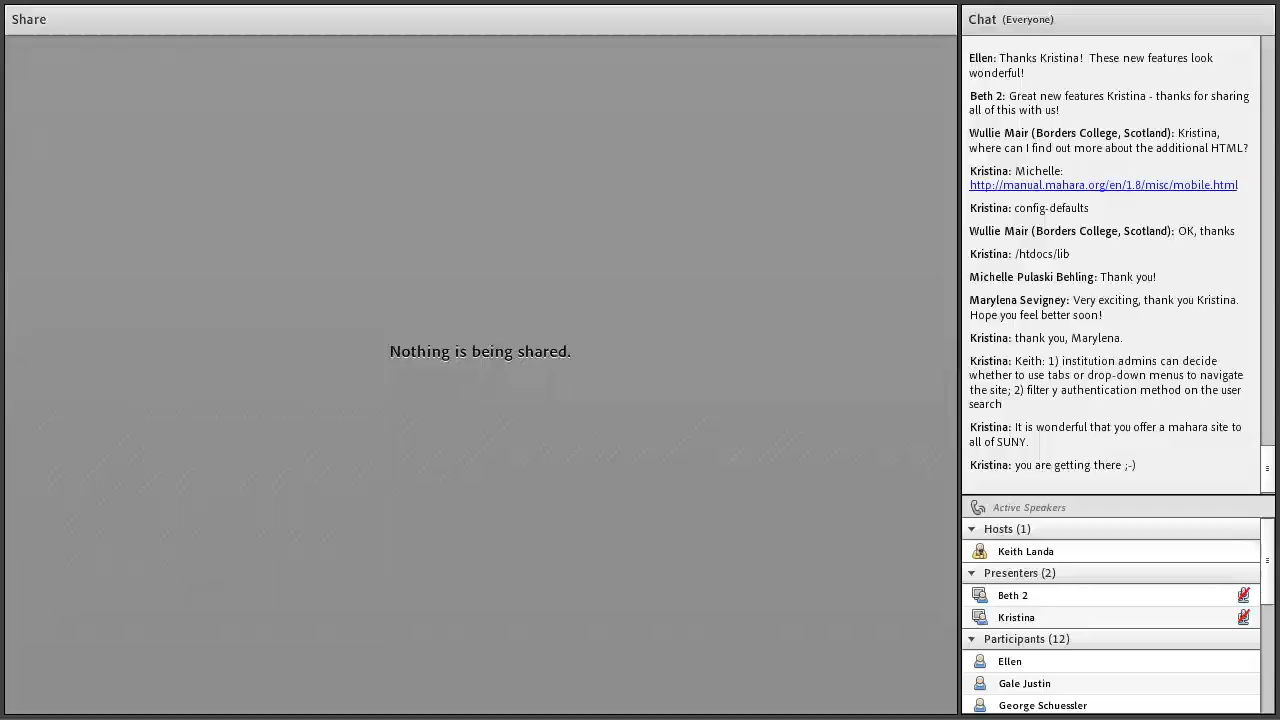 Share
Nothing is being shared.
Chat (Everyone)
Ellen: Thanks Kristina!  These new features look
wonderful!
Beth 2: Great new features Kristina - thanks for sharing
all of this with us!
Wullie Mair (Borders College, Scotland): Kristina,
where can I find out more about the additional HTML?
Kristina: Michelle:
http://manual.mahara.org/en/1.8/misc/mobile.html
Kristina: config-defaults
Wullie Mair (Borders College, Scotland): OK, thanks
Kristina: /htdocs/lib
Michelle Pulaski Behling: Thank you!
Marylena Sevigney: Very exciting, thank you Kristina.
Hope you feel better soon!
Kristina: thank you, Marylena.
Kristina: Keith: 1) institution admins can decide
whether to use tabs or drop-down menus to navigate
the site; 2) filter y authentication method on the user
search
Kristina: It is wonderful that you offer a mahara site to
all of SUNY.
Kristina: you are getting there ;-)
Active Speakers
Hosts (1)
Keith Landa
Presenters (2)
Beth 2
Kristina
Participants (12)
Ellen
Gale Justin
George Schuessler